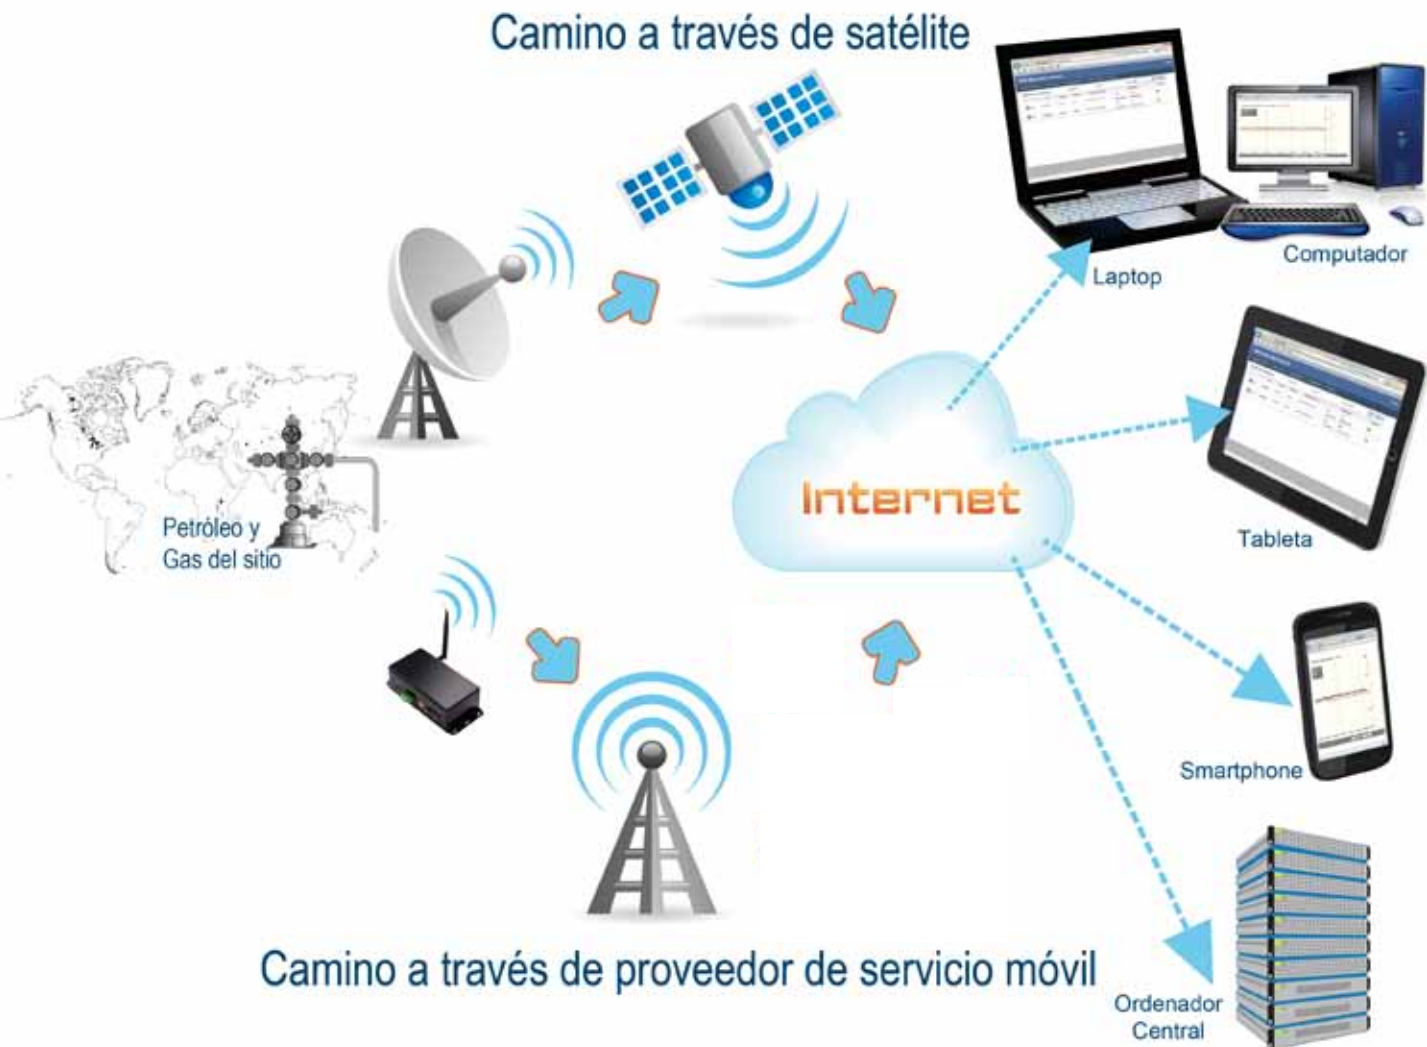 Camino a través de satélite
Laptop
Computador
Petróleo y
Gas del sitio
Internet
Tableta
Smartphone
Camino a través de proveedor de servicio móvil
Ordenador
Central